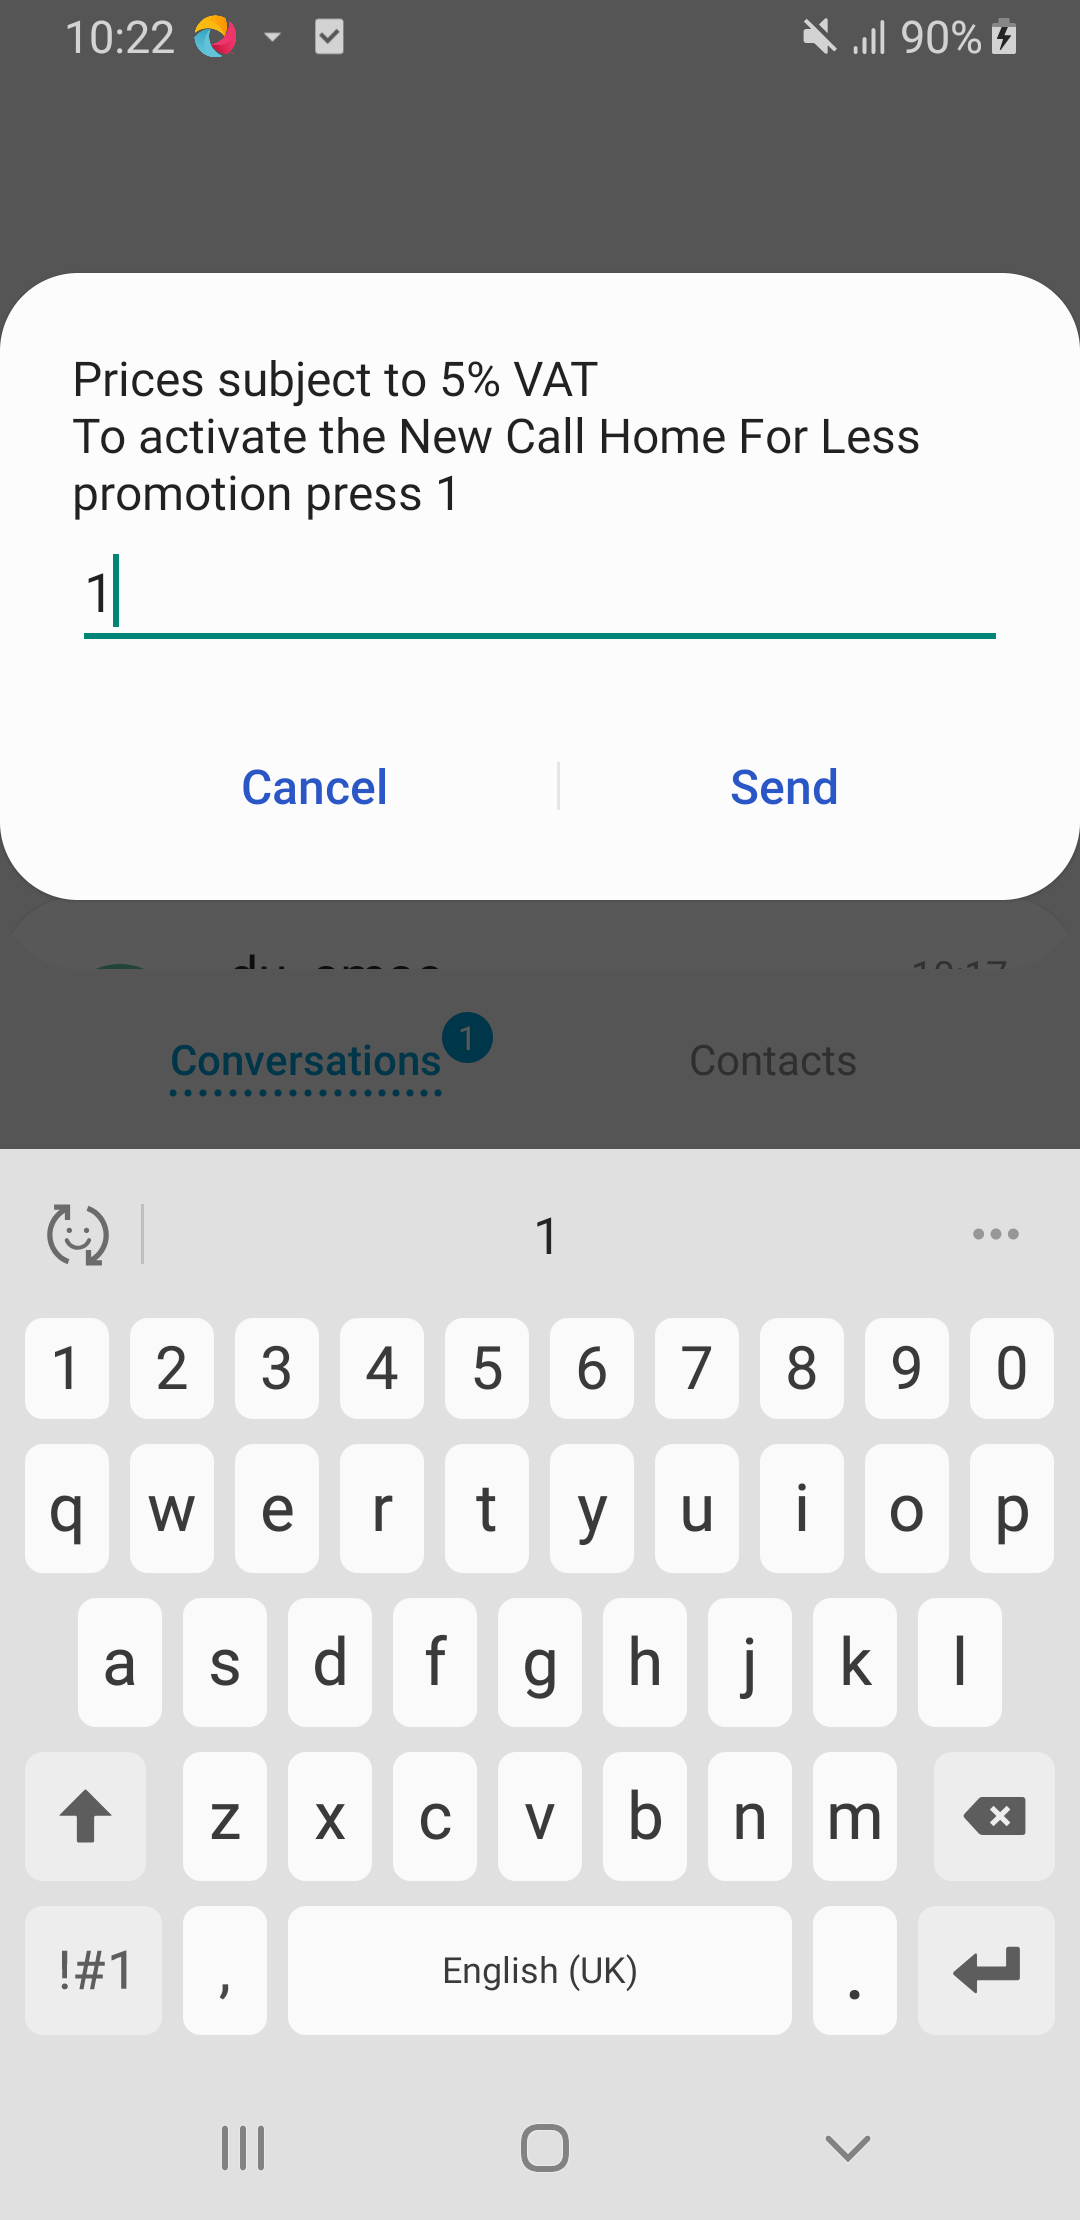 10:22
90%
Prices subject to 5% VAT
To activate the New Call Home For Less
promotion press 1
1
Cancel
Send
Conversations
1
Contacts
1
1 2 3 4 5 6 7 8 9 0
q w e r t y u i o p
a s d f g h j k l
z x c v b n m
!#1 , English (UK) .